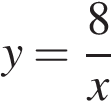 y = 8/x